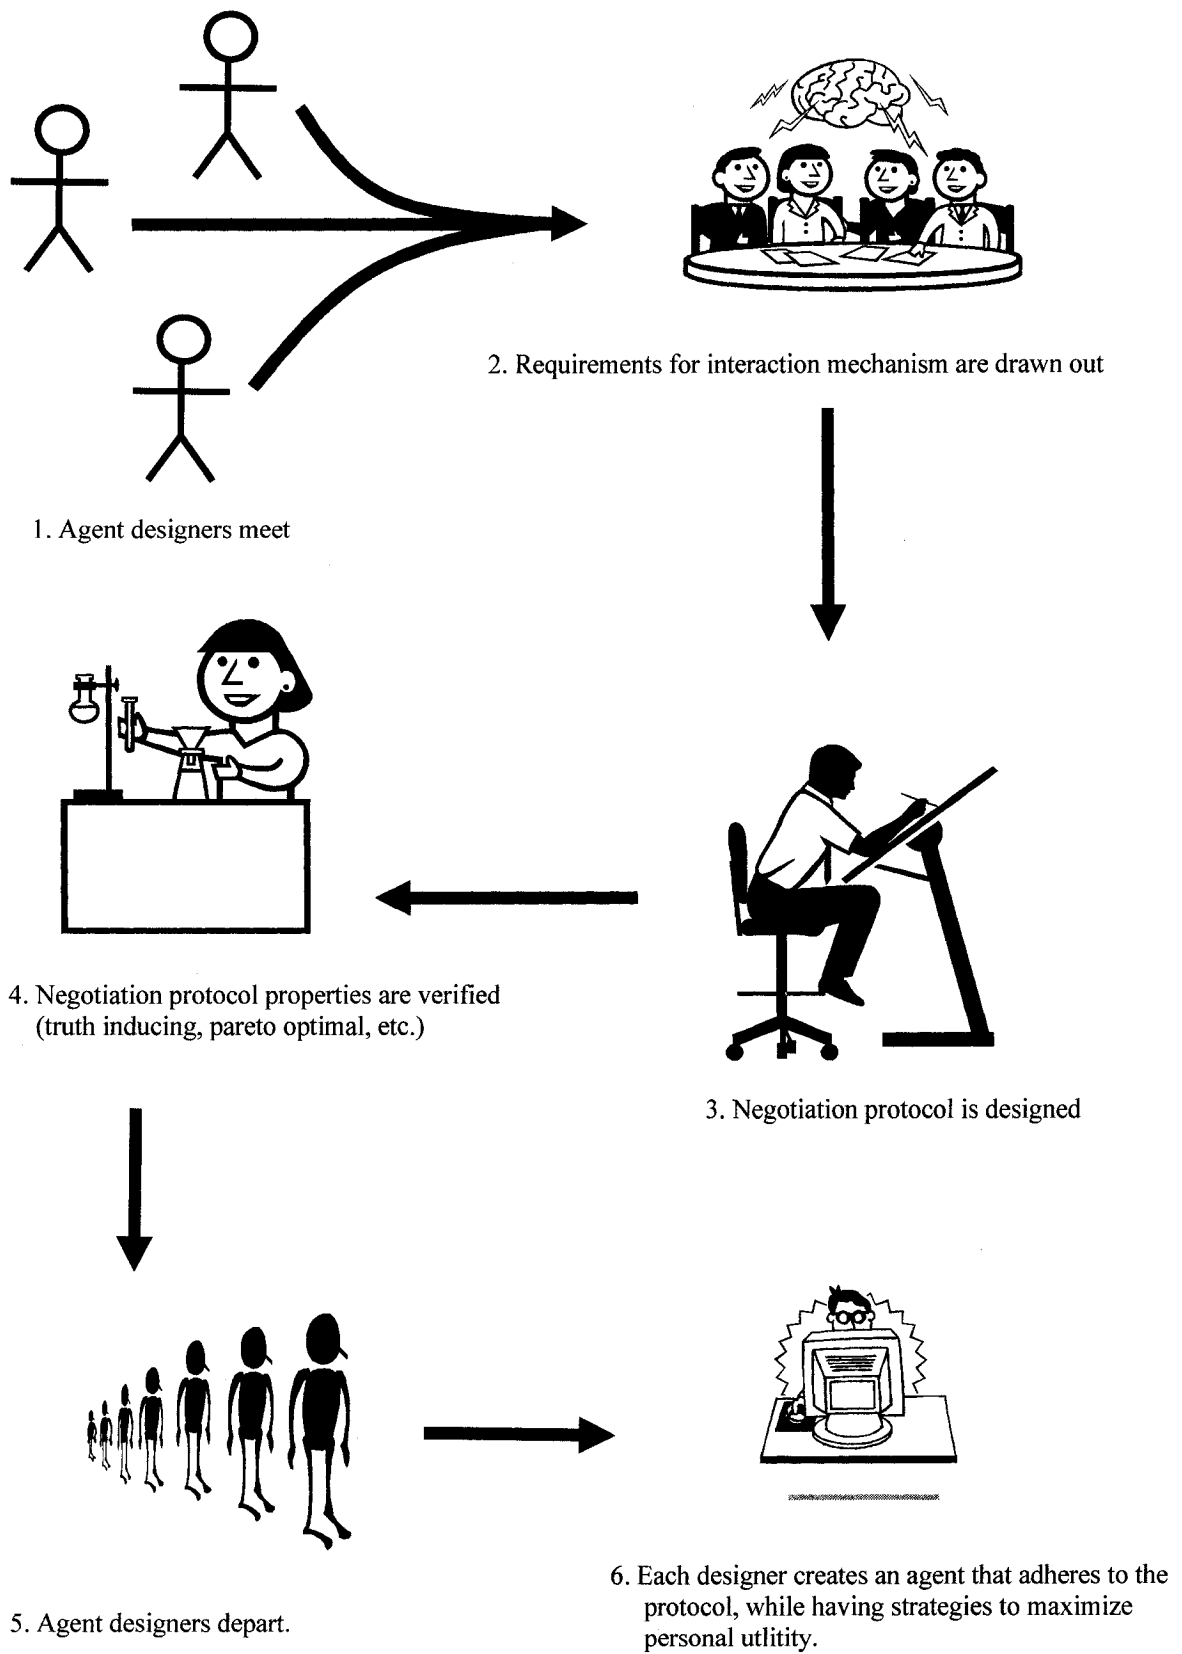 1. Agent designers meet
2. Requirements for interaction mechanism are drawn out
3. Negotiation protocol is designed
4. Negotiation protocol properties are verified
(truth inducing, pareto optimal, etc.)
5. Agent designers depart.
6. Each designer creates an agent that adheres to the
protocol, while having strategies to maximize
personal utlitity.